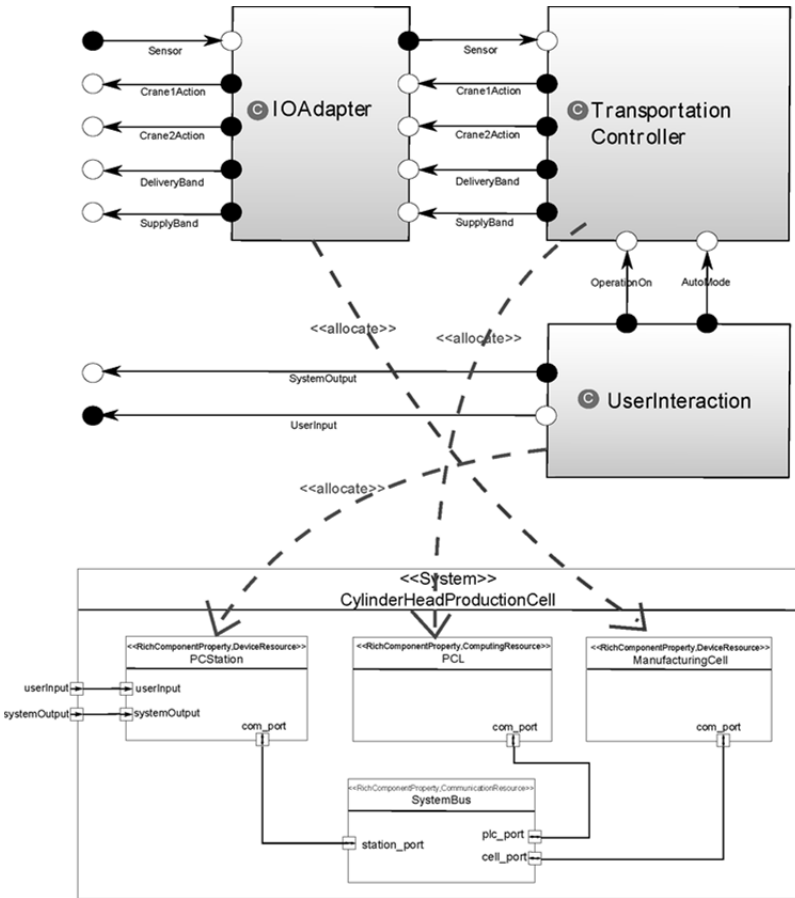 Sensor
Sensor
Crane1Action
C IOAdapter
Crane1Action
C Transportation
Controller
Crane2Action
Crane2Action
DeliveryBand
DeliveryBand
SupplyBand
SupplyBand
OperationOn
AutoMode
<<allocate>>
<<allocate>>
SystemOutput
C UserInteraction
UserInput
<<allocate>>
<<System>>
CylinderHeadProductionCell
<<RichComponentProperty,DeviceResource>>
PCStation
<<RichComponentProperty,ComputingResource>>
PCL
<<RichComponentProperty,DeviceResource>>
ManufacturingCell
userInput
userInput
systemOutput
systemOutput
com_port
com_port
com_port
<<RichComponentProperty,CommunicationResource>>
SystemBus
station_port
plc_port
cell_port